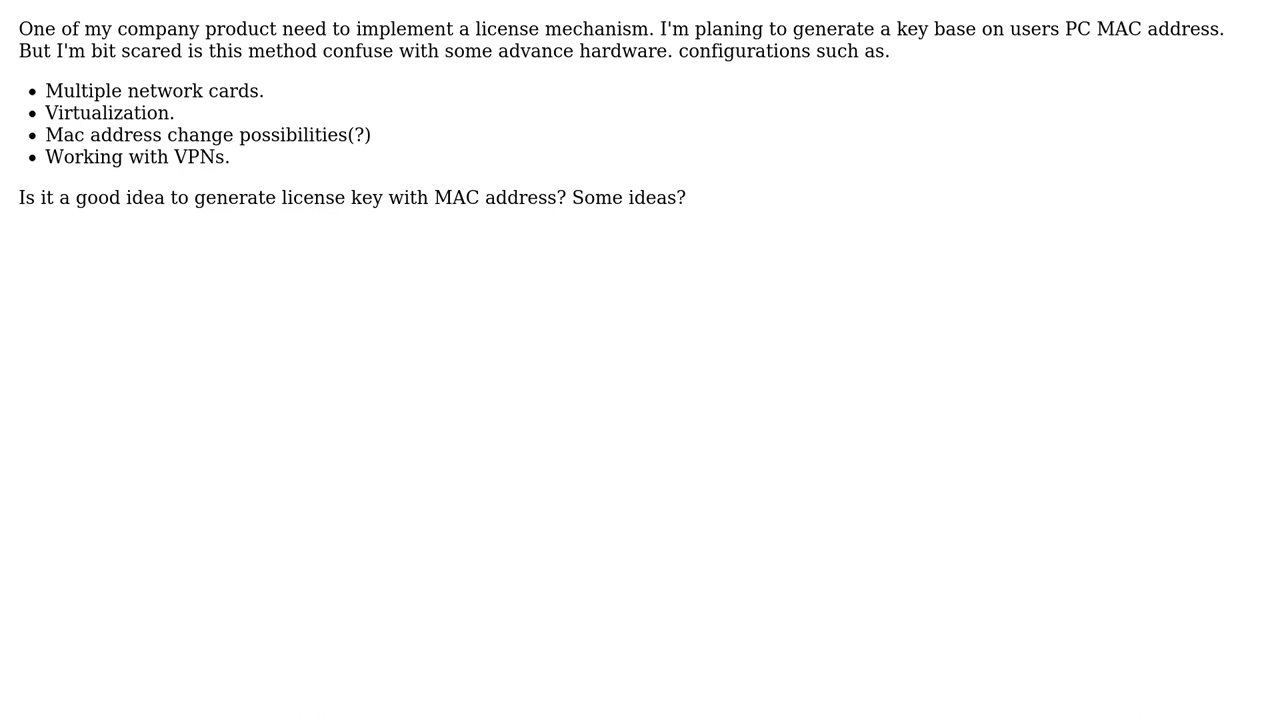 One of my company product need to implement a license mechanism. I'm planing to generate a key base on users PC MAC address.
But I'm bit scared is this method confuse with some advance hardware. configurations such as.
• Multiple network cards.
• Virtualization.
• Mac address change possibilities(?)
• Working with VPNs.
Is it a good idea to generate license key with MAC address? Some ideas?